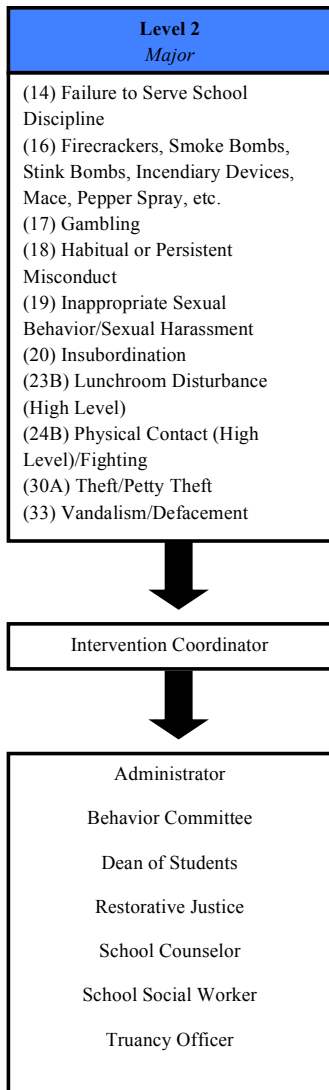 Level 2
Major
(14) Failure to Serve School
Discipline
(16) Firecrackers, Smoke Bombs,
Stink Bombs, Incendiary Devices,
Mace, Pepper Spray, etc.
(17) Gambling
(18) Habitual or Persistent
Misconduct
(19) Inappropriate Sexual
Behavior/Sexual Harassment
(20) Insubordination
(23B) Lunchroom Disturbance
(High Level)
(24B) Physical Contact (High
Level)/Fighting
(30A) Theft/Petty Theft
(33) Vandalism/Defacement
Intervention Coordinator
Administrator
Behavior Committee
Dean of Students
Restorative Justice
School Counselor
School Social Worker
Truancy Officer